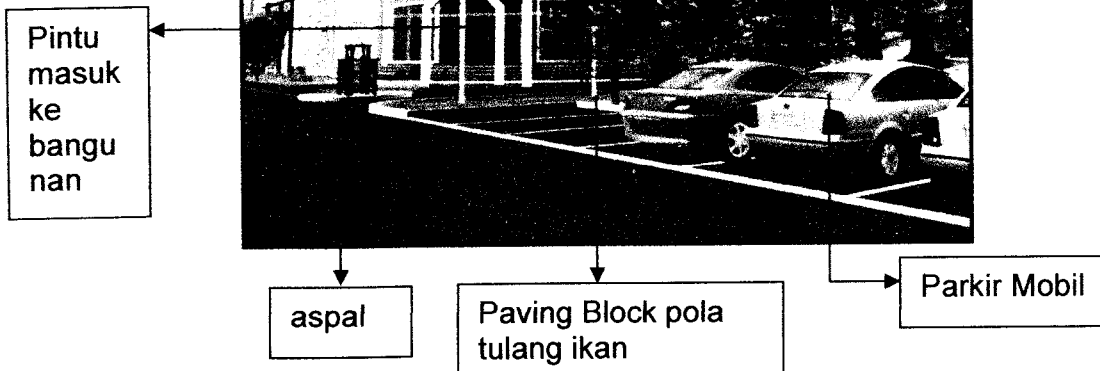 Pintu
masuk
ke
bangu
nan
aspal
Paving Block pola
tulang ikan
Parkir Mobil